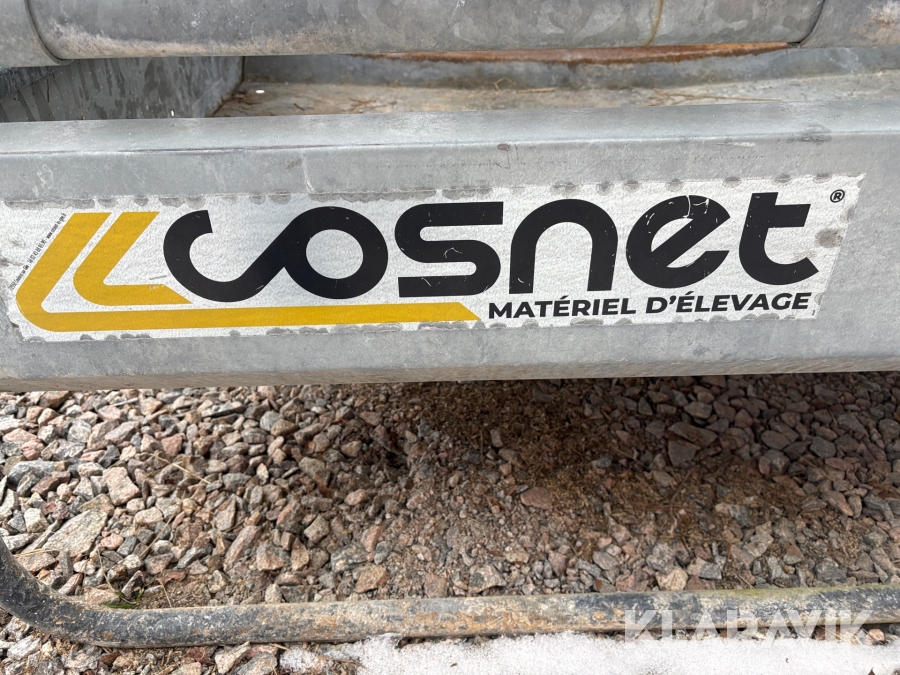 cosnet ®
MATÉRIEL D'ÉLEVAGE
KLARAVIK